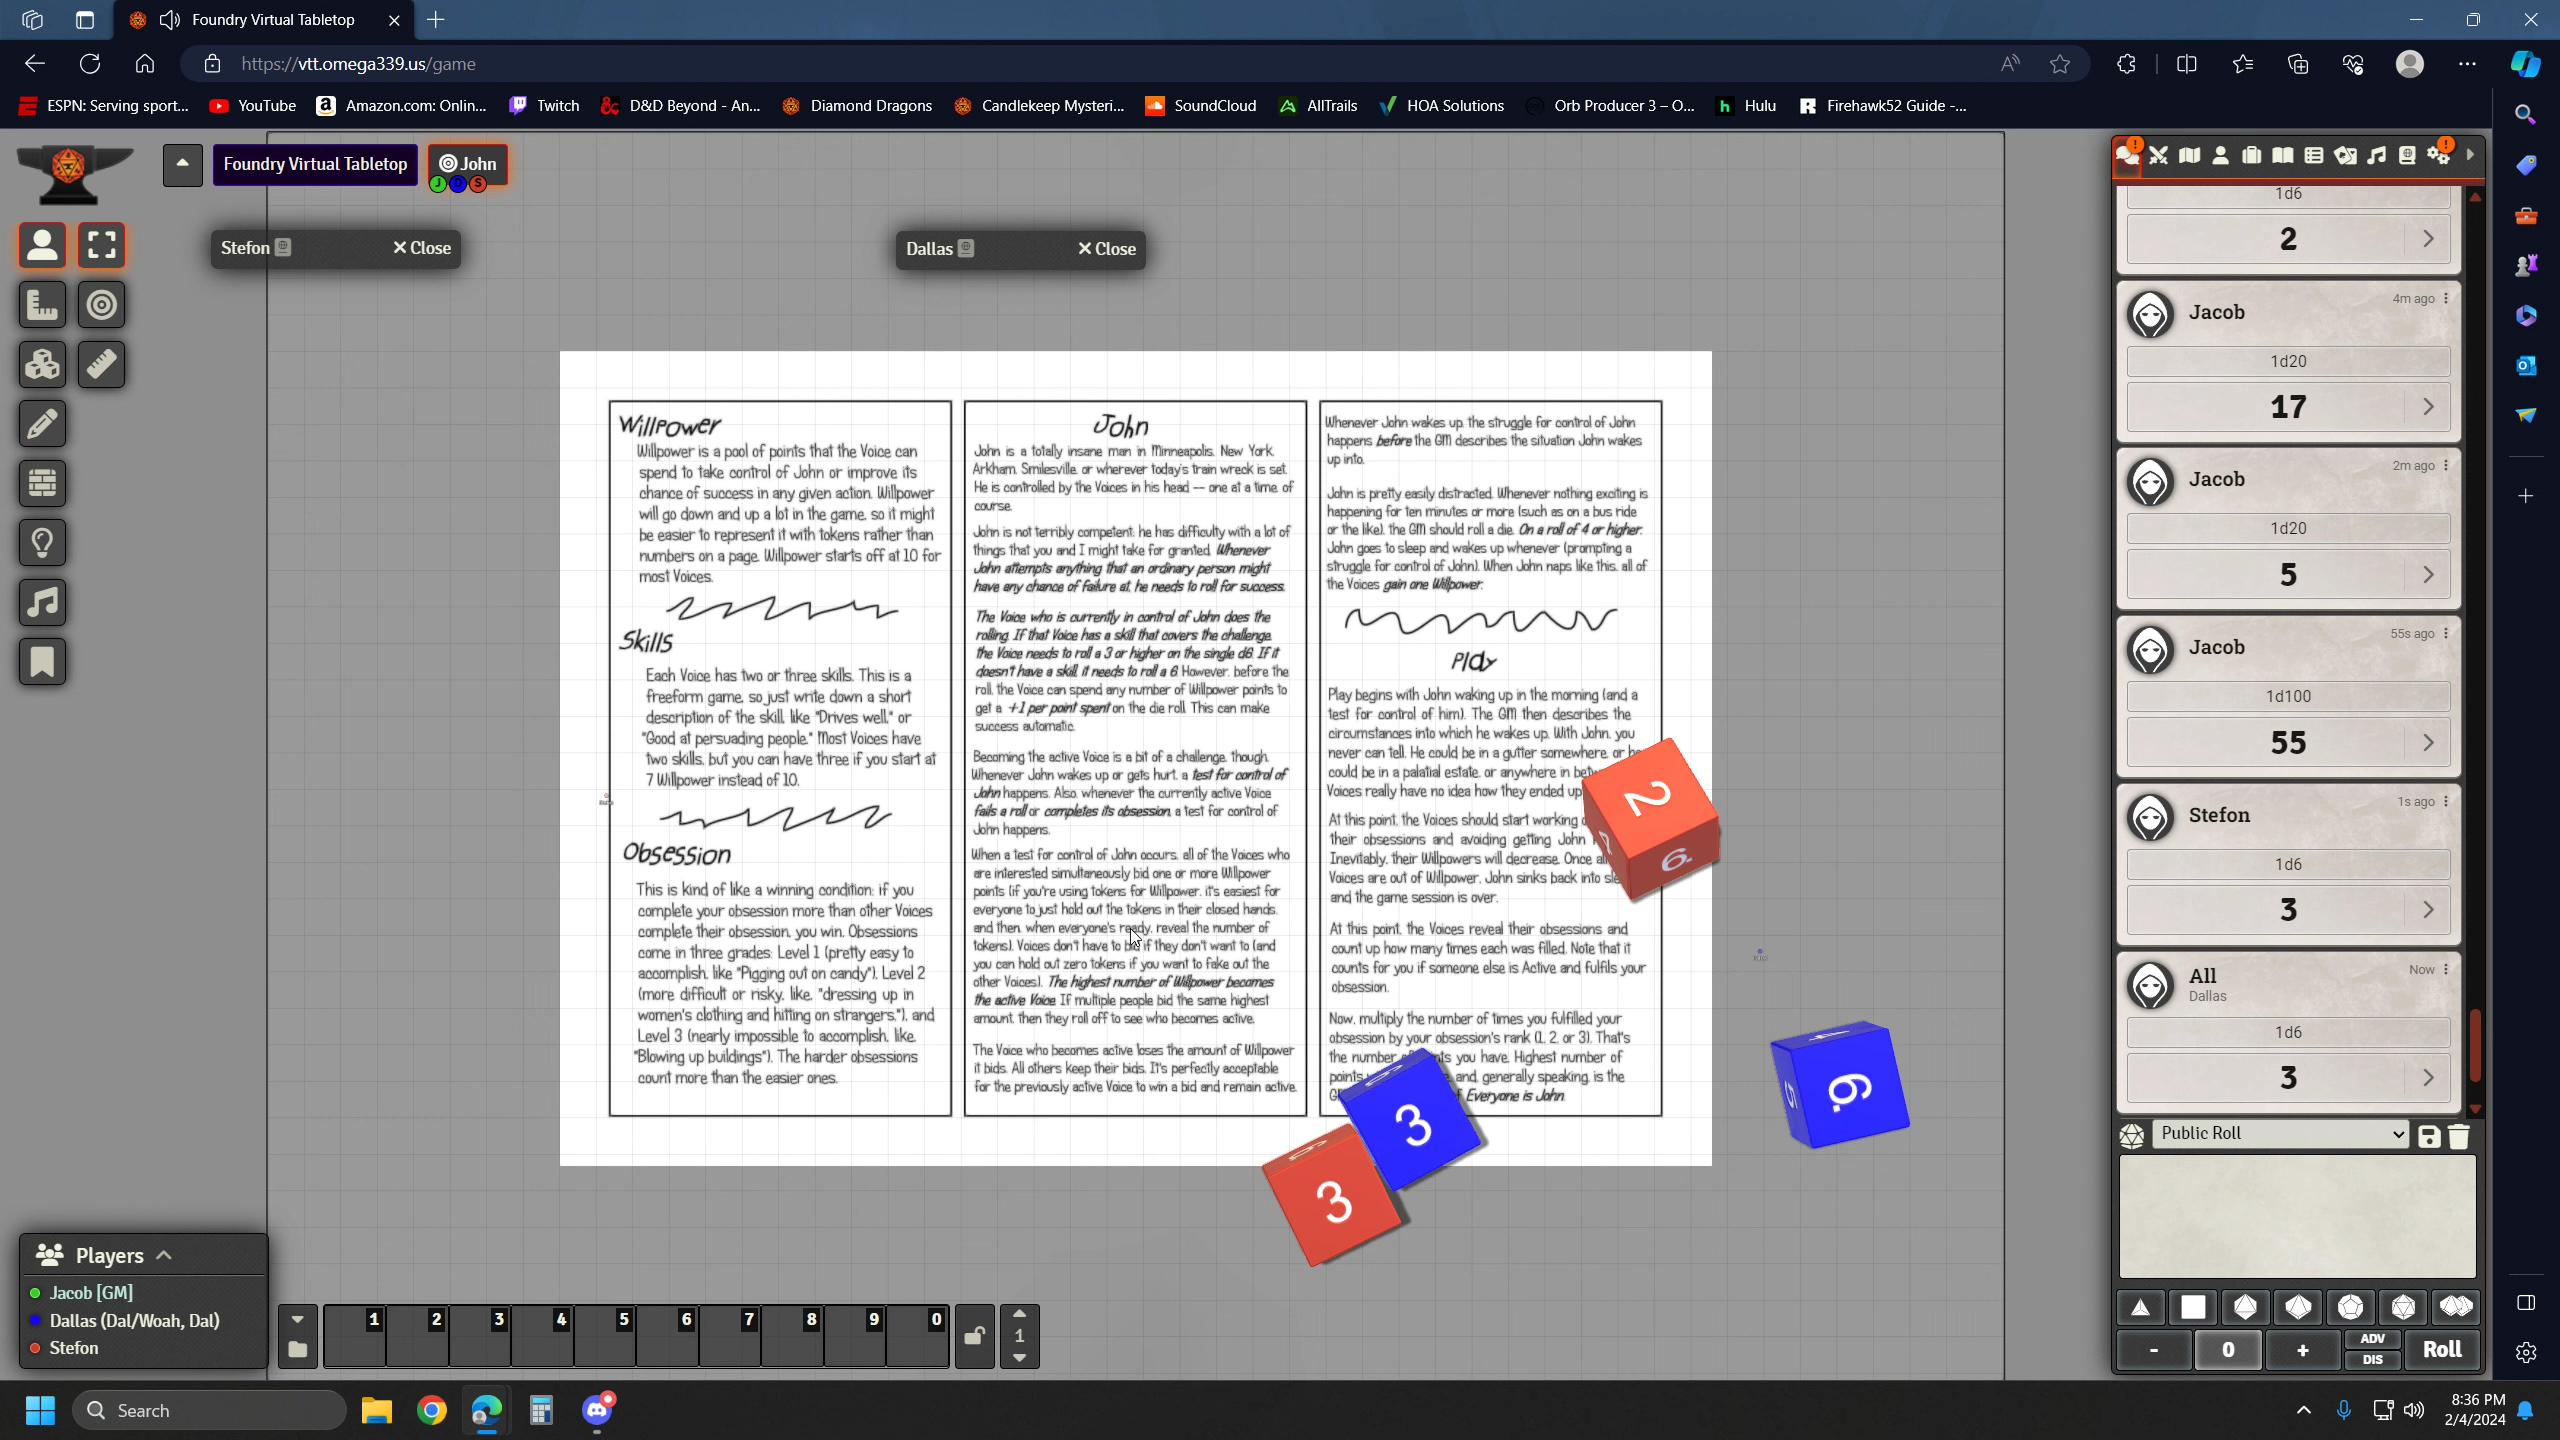 Foundry Virtual Tabletop
https://vtt.omega339.us/game
ESPN: Serving sport...
YouTube
Amazon.com: Onlin...
Twitch
D&D Beyond - An...
Diamond Dragons
Candlekeep Mysteri...
SoundCloud
AllTrails
HOA Solutions
Orb Producer 3 – O...
Hulu
Firehawk52 Guide -...
Foundry Virtual Tabletop
John
J D S
Stefon
Close
Dallas
Close
Willpower
Willpower is a pool of points that the Voice can
spend to take control of John or improve its
chance of success in any given action. Willpower
will go down and up a lot in the game, so it might
be easier to represent it with tokens rather than
numbers on a page. Willpower starts off at 10 for
most Voices.
Skills
Each Voice has two or three skills. This is a
freeform game, so just write down a short
description of the skill, like "Drives well," or
"Good at persuading people." Most Voices have
two skills, but you can have three if you start at
7 Willpower instead of 10.
Obsession
This is kind of like a winning condition: if you
complete your obsession more than other Voices
complete their obsession, you win. Obsessions
come in three grades: Level 1 (pretty easy to
accomplish, like "Pigging out on candy"), Level 2
(more difficult or risky, like, "dressing up in
women's clothing and hitting on strangers,"), and
Level 3 (nearly impossible to accomplish, like,
"Blowing up buildings"). The harder obsessions
count more than the easier ones.
John
John is a totally insane man in Minneapolis, New York,
Arkham, Smilesville, or wherever today's train wreck is set.
He is controlled by the Voices in his head -- one at a time, of
course.
John is not terribly competent; he has difficulty with a lot of
things that you and I might take for granted. Whenever
John attempts anything that an ordinary person might
have any chance of failure at, he needs to roll for success.
The Voice who is currently in control of John does the
rolling. If that Voice has a skill that covers the challenge,
the Voice needs to roll a 3 or higher on the single d6. If it
doesn't have a skill, it needs to roll a 6. However, before the
roll, the Voice can spend any number of Willpower points to
get a +1 per point spent on the die roll. This can make
success automatic.
Becoming the active Voice is a bit of a challenge, though.
Whenever John wakes up or gets hurt, a test for control of
John happens. Also, whenever the currently active Voice
fails a roll or completes its obsession, a test for control of
John happens.
When a test for control of John occurs, all of the Voices who
are interested simultaneously bid one or more Willpower
points (if you're using tokens for Willpower, it's easiest for
everyone to just hold out the tokens in their closed hands,
and then, when everyone's ready, reveal the number of
tokens). Voices don't have to bid if they don't want to (and
you can hold out zero tokens if you want to fake out the
other Voices). The highest number of Willpower becomes
the active Voice. If multiple people bid the same highest
amount, then they roll off to see who becomes active.
The Voice who becomes active loses the amount of Willpower
it bids. All others keep their bids. It's perfectly acceptable
for the previously active Voice to win a bid and remain active.
Whenever John wakes up, the struggle for control of John
happens before the GM describes the situation John wakes
up into.
John is pretty easily distracted. Whenever nothing exciting is
happening for ten minutes or more (such as on a bus ride
or the like), the GM should roll a die. On a roll of 4 or higher,
John goes to sleep and wakes up whenever (prompting a
struggle for control of John). When John naps like this, all of
the Voices gain one Willpower.
Play
Play begins with John waking up in the morning (and a
test for control of him). The GM then describes the
circumstances into which he wakes up. With John, you
never can tell. He could be in a gutter somewhere, or
could be in a palatial estate, or anywhere in
Voices really have no idea how they ended up
At this point, the Voices should start working
their obsessions and avoiding getting John
Inevitably, their Willpowers will decrease. Once
Voices are out of Willpower, John sinks back into
and the game session is over.
At this point, the Voices reveal their obsessions and
count up how many times each was filled. Note that it
counts for you if someone else is Active and fulfils your
obsession.
Now, multiply the number of times you fulfilled your
obsession by your obsession's rank (1, 2, or 3). That's
the number you have. Highest number of
points and, generally speaking, is the
Everyone is John.
2
6.
3
3
6.
5
1d6
2
Jacob
4m ago
1d20
17
Jacob
2m ago
1d20
5
Jacob
55s ago
1d100
55
Stefon
1s ago
1d6
3
All
Now
Dallas
1d6
3
Public Roll
- 0 + ADV DIS Roll
Players
Jacob [GM]
Dallas (Dal/Woah, Dal)
Stefon
1 2 3 4 5 6 7 8 9 0
1
Search
8:36 PM
2/4/2024